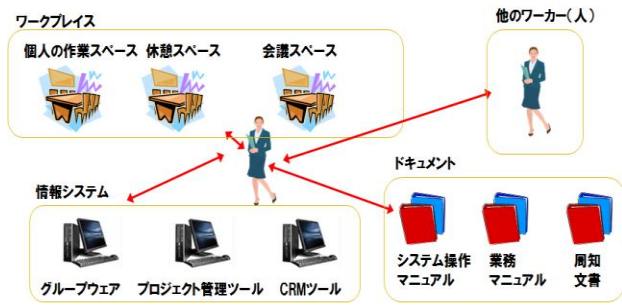 ワークプレイス
他のワーカー(人)
個人の作業スペース 休憩スペース 会議スペース
ドキュメント
情報システム
システム操作
マニュアル
業務
マニュアル
周知
文書
グループウェア プロジェクト管理ツール CRMツール